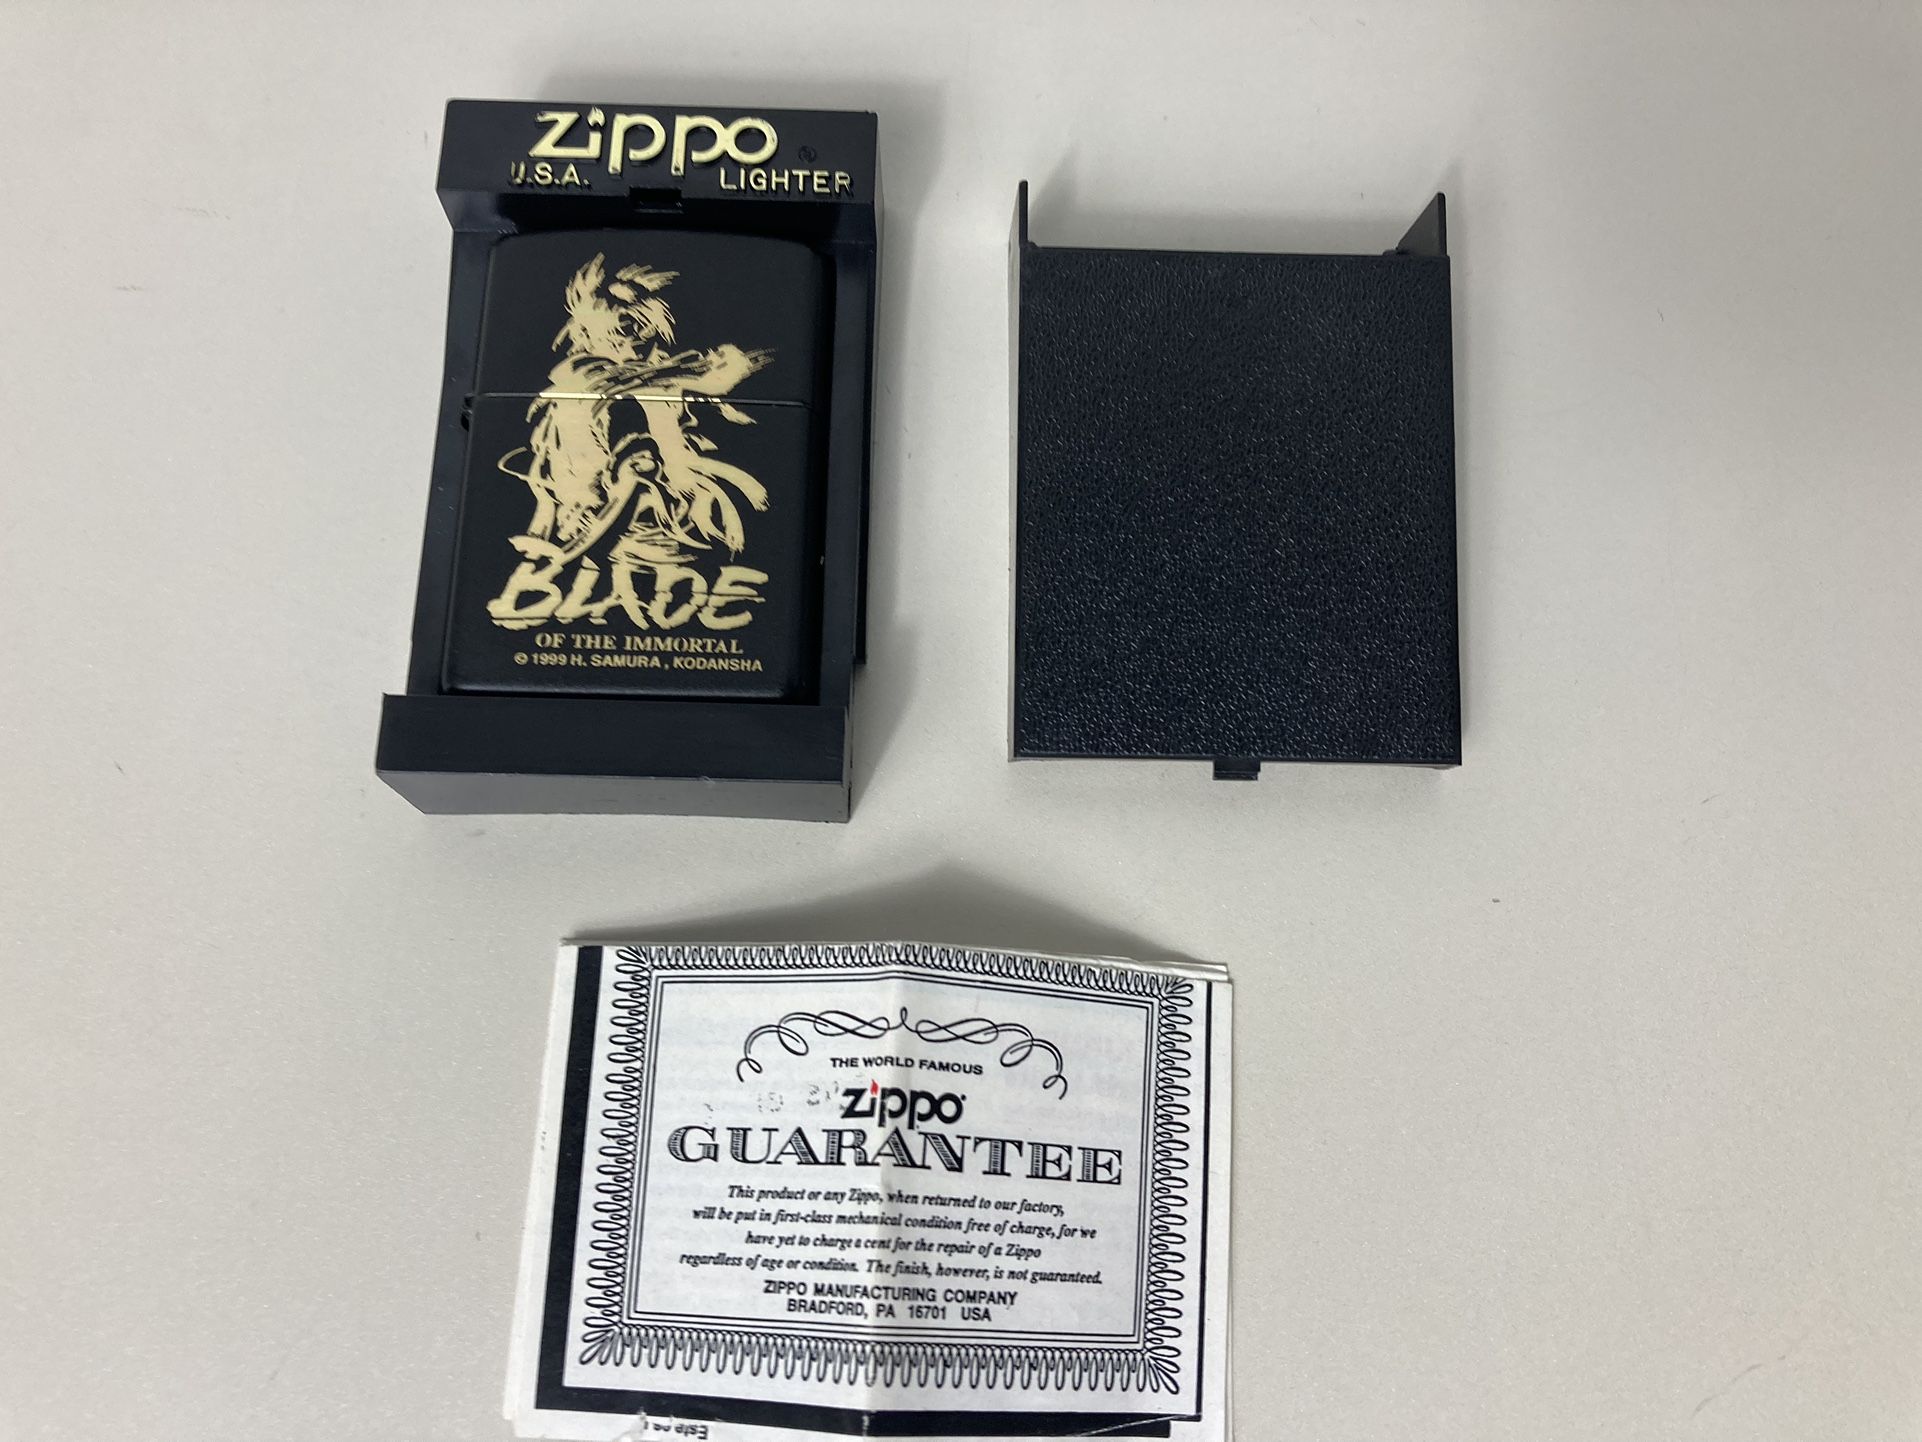 Zippo
U.S.A. LIGHTER
BLADE
OF THE IMMORTAL
© 1999 H. SAMURA, KODANSHA
THE WORLD FAMOUS
zippo
GUARANTEE
This product or any Zippo, when returned to our factory,
will be put in first-class mechanical condition free of charge, for we
have yet to charge a cent for the repair of a Zippo
regardless of age or condition. The finish, however, is not guaranteed.
ZIPPO MANUFACTURING COMPANY
BRADFORD, PA 16701 USA